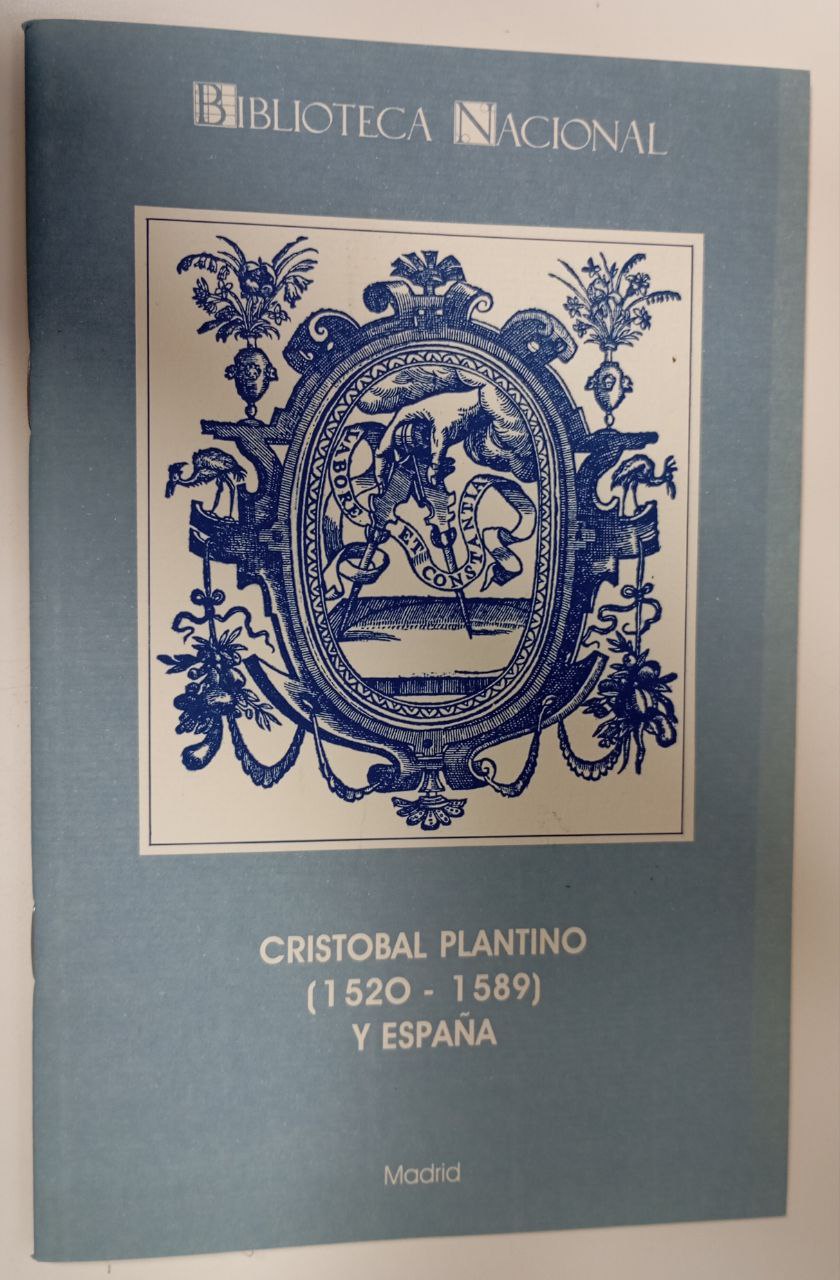 BIBLIOTECA NACIONAL
LABORE
ET CONSTANTIA
CRISTOBAL PLANTINO
(1520 - 1589)
Y ESPAÑA
Madrid